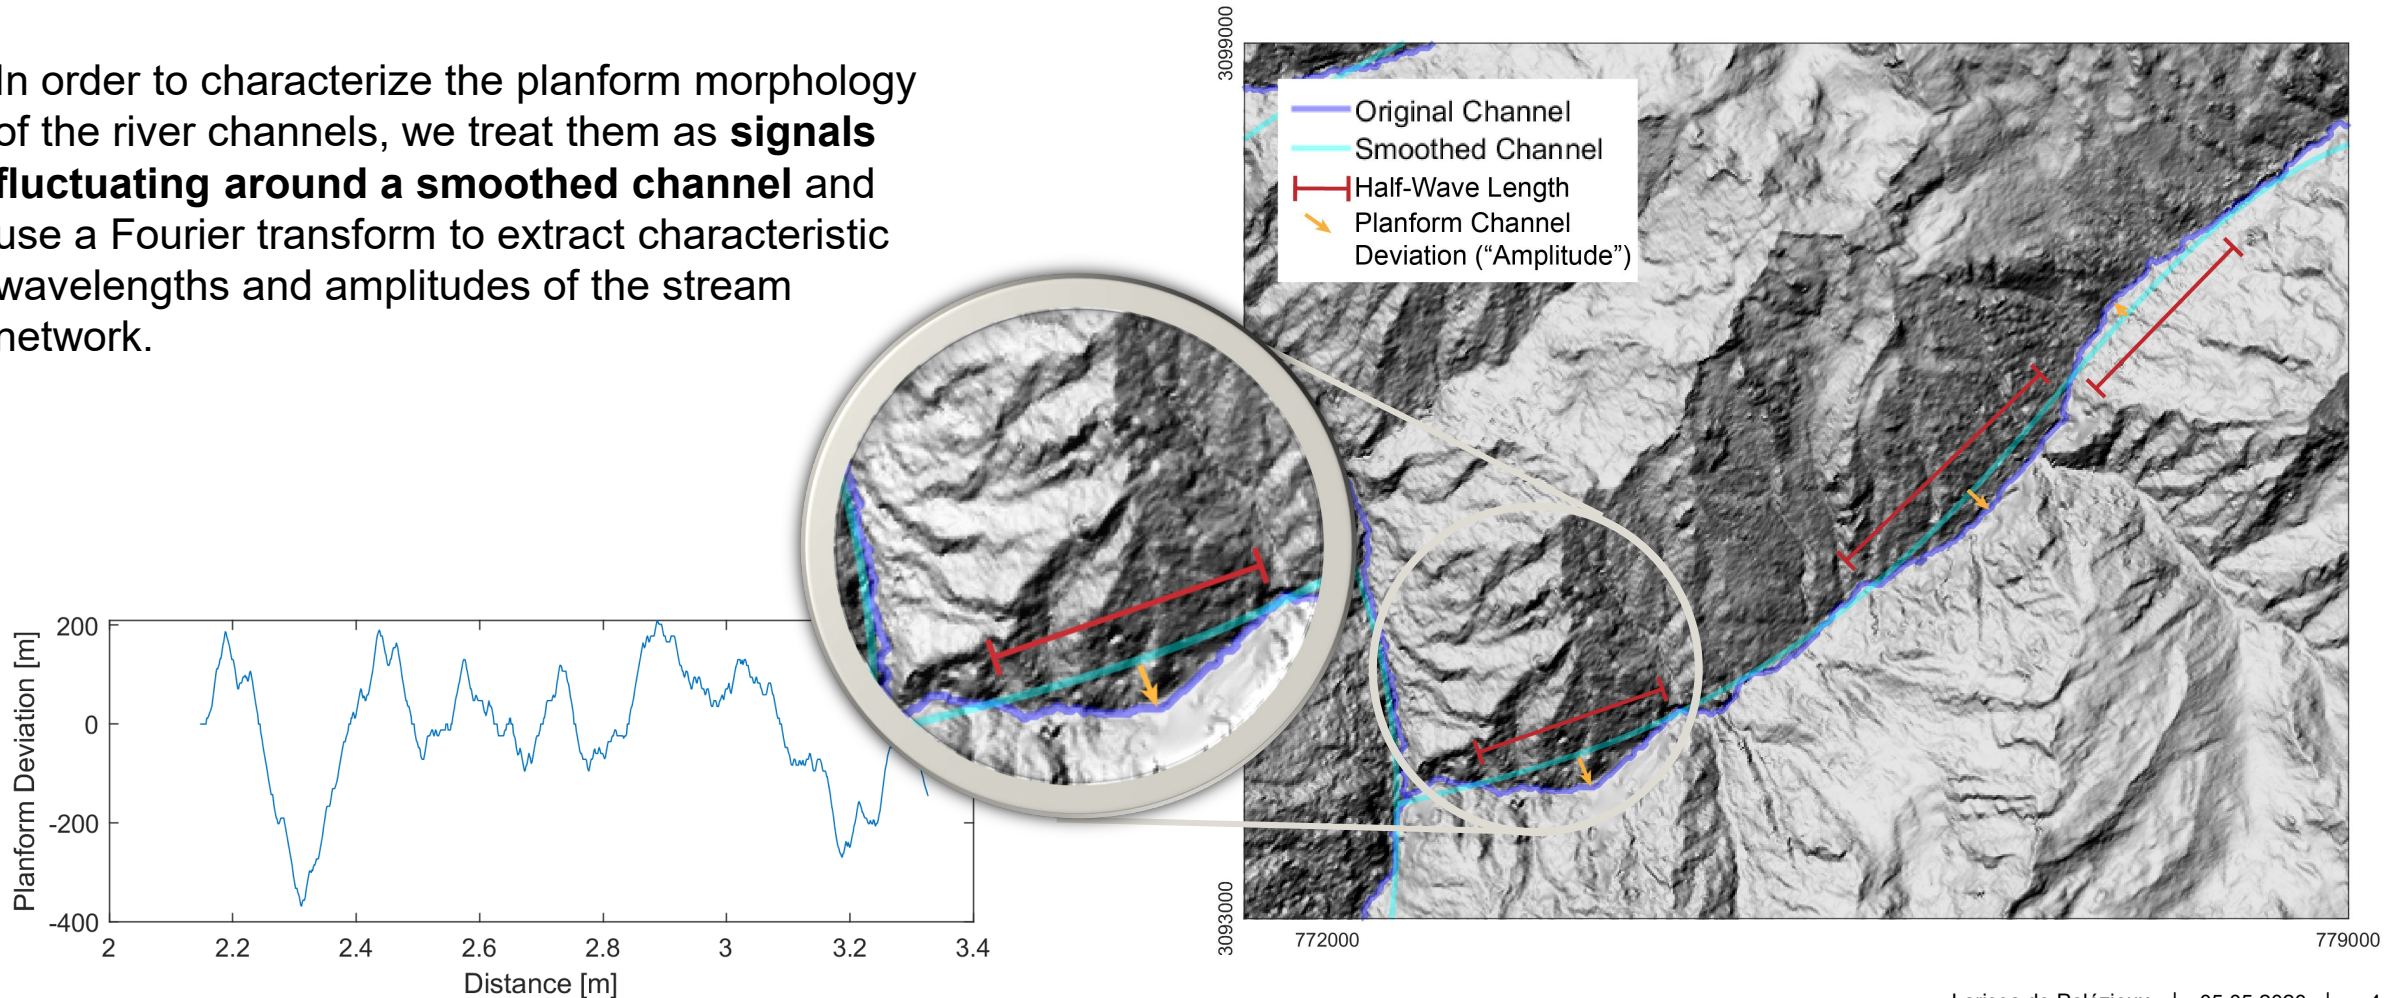 In order to characterize the planform morphology
of the river channels, we treat them as signals
fluctuating around a smoothed channel and
use a Fourier transform to extract characteristic
wavelengths and amplitudes of the stream
network.
3099000
Original Channel
Smoothed Channel
Half-Wave Length
Planform Channel
Deviation (“Amplitude”)
3093000
772000
779000
Planform Deviation [m]
200
0
-200
-400
2
2.2
2.4
2.6
2.8
3
3.2
3.4
Distance [m]